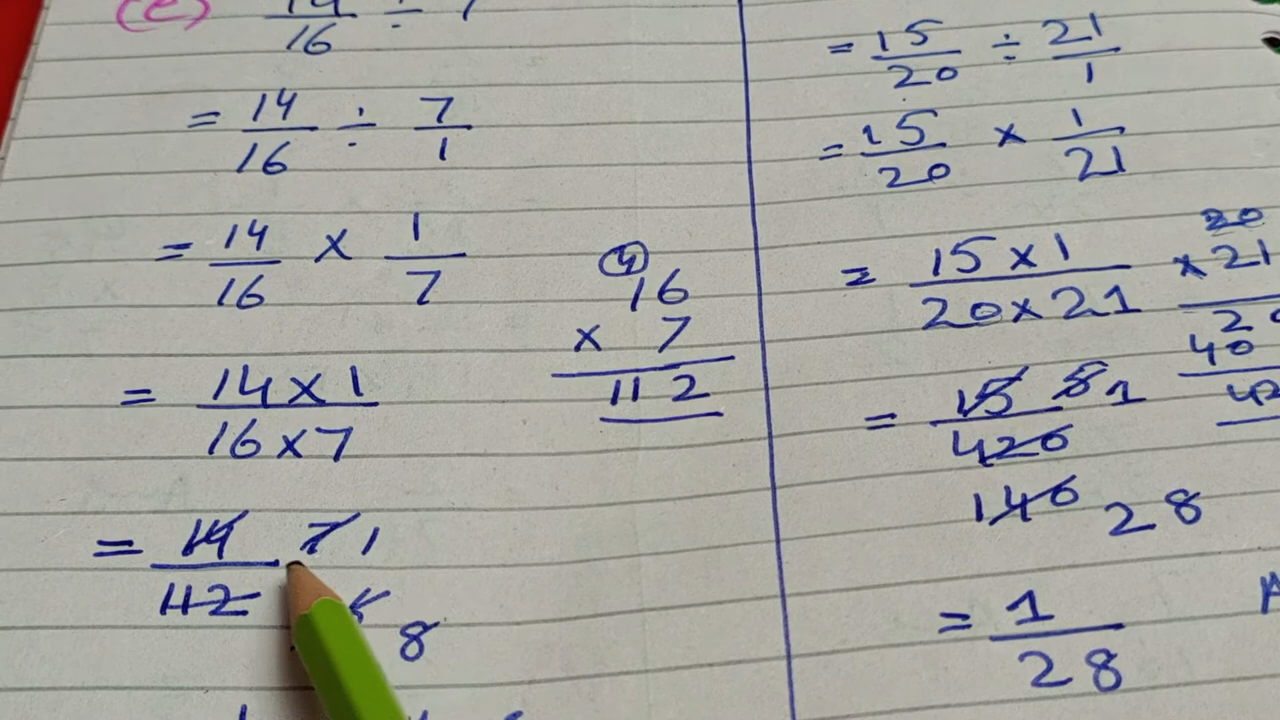 (e) 14/16 ÷ 7
= 14/16 ÷ 7/1
= 14/16 × 1/7
= 14 × 1 / 16 × 7
4
16
× 7
112
= 14/112 7 1
8
= 15/20 ÷ 21/1
= 15/20 × 1/21
= 15 × 1 / 20 × 21
20
× 21
20
40
42
= 15/420 5 1
140 28
= 1/28